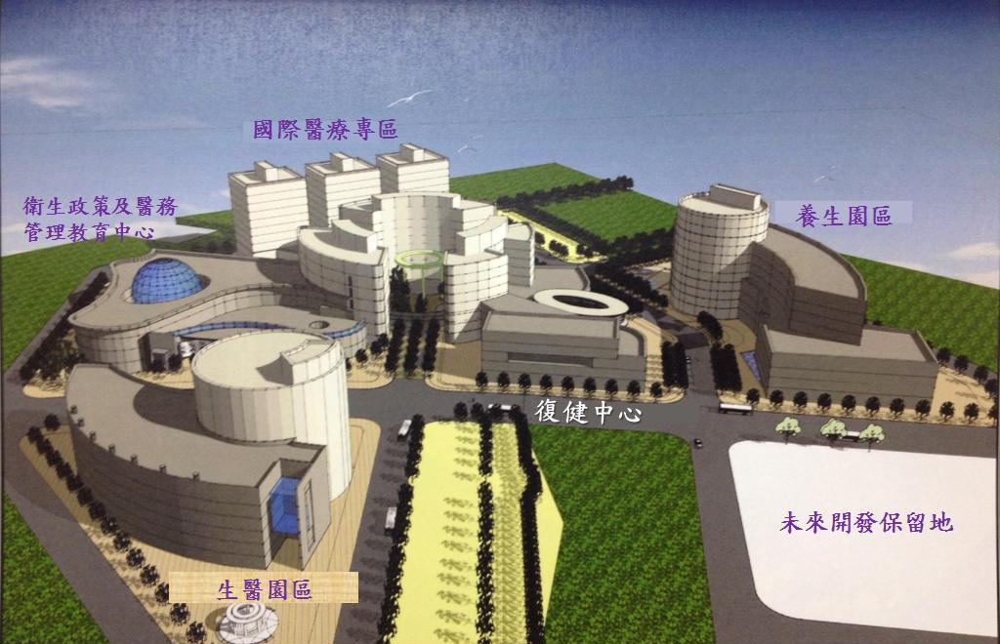 國際醫療專區
衛生政策及醫務
管理教育中心
養生園區
復健中心
未來開發保留地
生醫園區